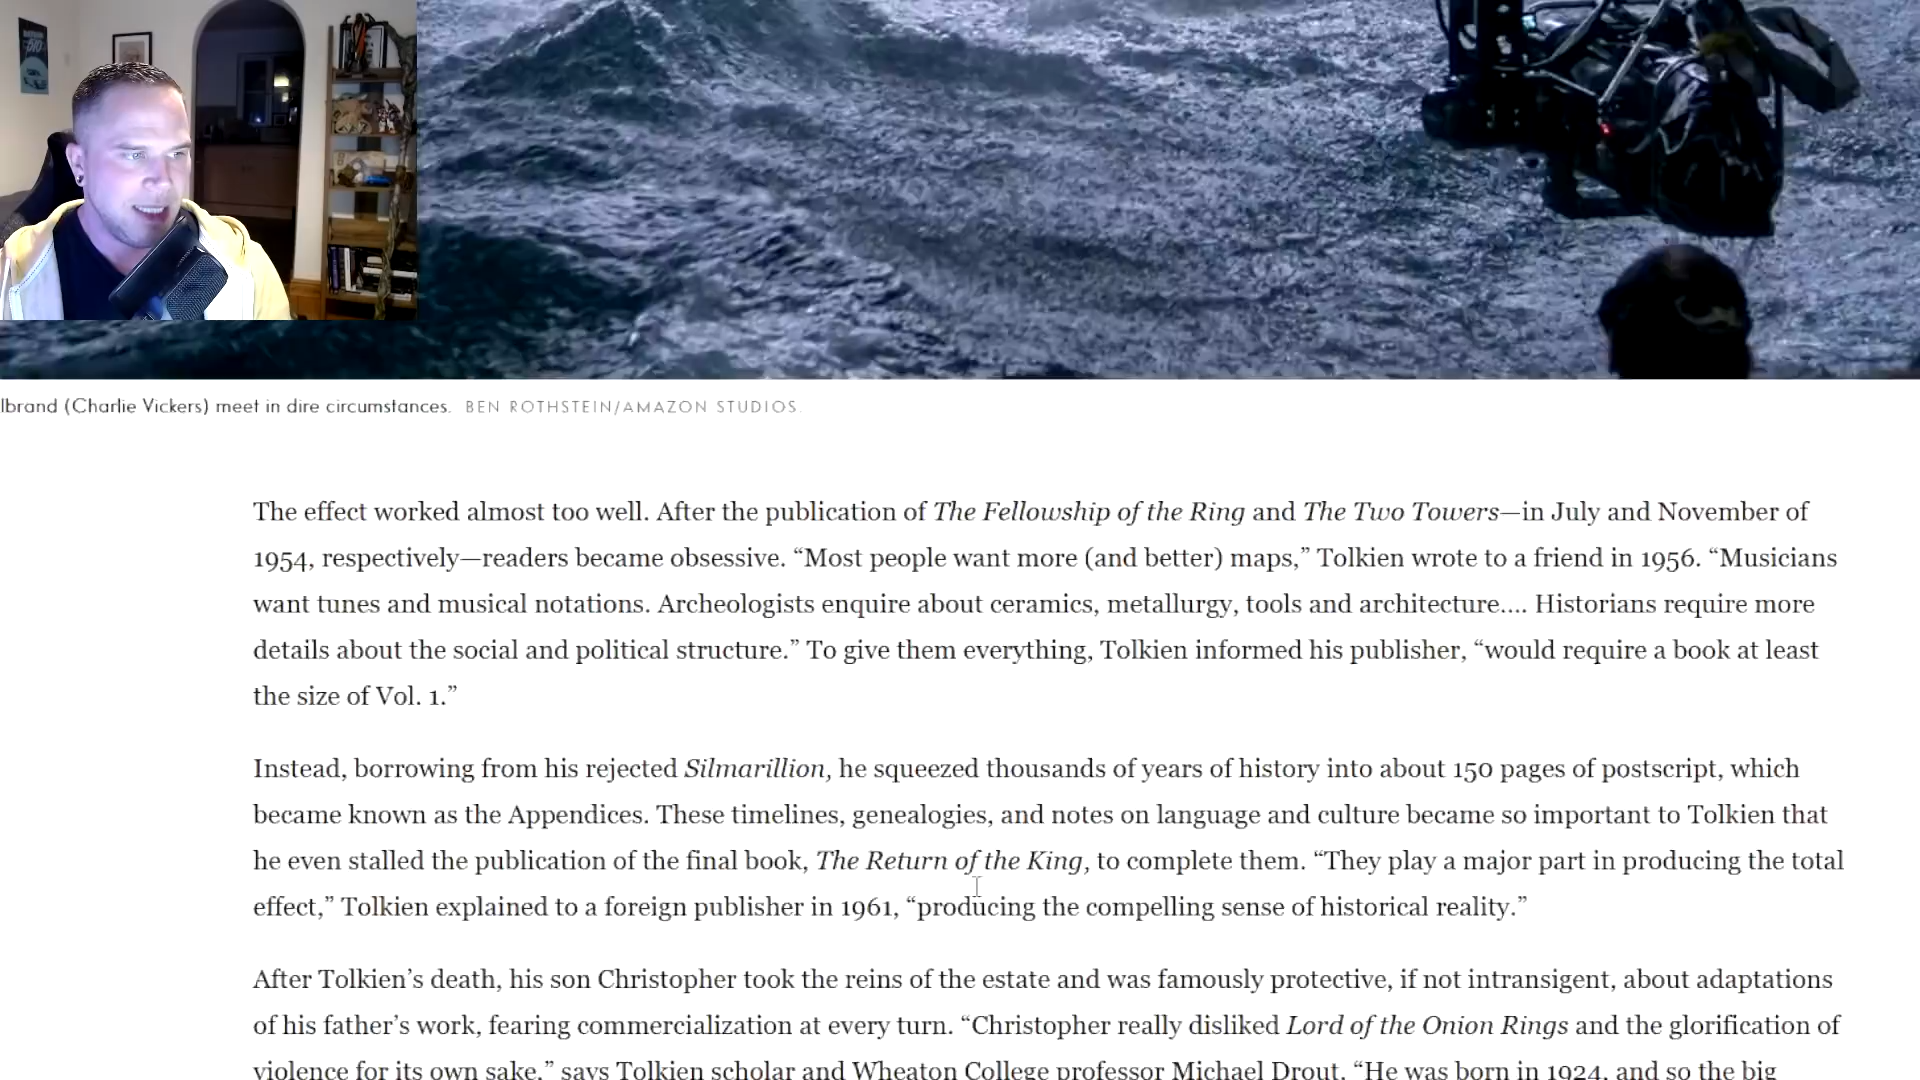 510
lbrand (Charlie Vickers) meet in dire circumstances. BEN ROTHSTEIN/AMAZON STUDIOS.
The effect worked almost too well. After the publication of The Fellowship of the Ring and The Two Towers—in July and November of
1954, respectively—readers became obsessive. “Most people want more (and better) maps,” Tolkien wrote to a friend in 1956. “Musicians
want tunes and musical notations. Archeologists enquire about ceramics, metallurgy, tools and architecture.... Historians require more
details about the social and political structure.” To give them everything, Tolkien informed his publisher, “would require a book at least
the size of Vol. 1.”
Instead, borrowing from his rejected Silmarillion, he squeezed thousands of years of history into about 150 pages of postscript, which
became known as the Appendices. These timelines, genealogies, and notes on language and culture became so important to Tolkien that
he even stalled the publication of the final book, The Return of the King, to complete them. “They play a major part in producing the total
effect,” Tolkien explained to a foreign publisher in 1961, “producing the compelling sense of historical reality.”
After Tolkien’s death, his son Christopher took the reins of the estate and was famously protective, if not intransigent, about adaptations
of his father’s work, fearing commercialization at every turn. “Christopher really disliked Lord of the Onion Rings and the glorification of
violence for its own sake,” says Tolkien scholar and Wheaton College professor Michael Drout. “He was born in 1924, and so the big